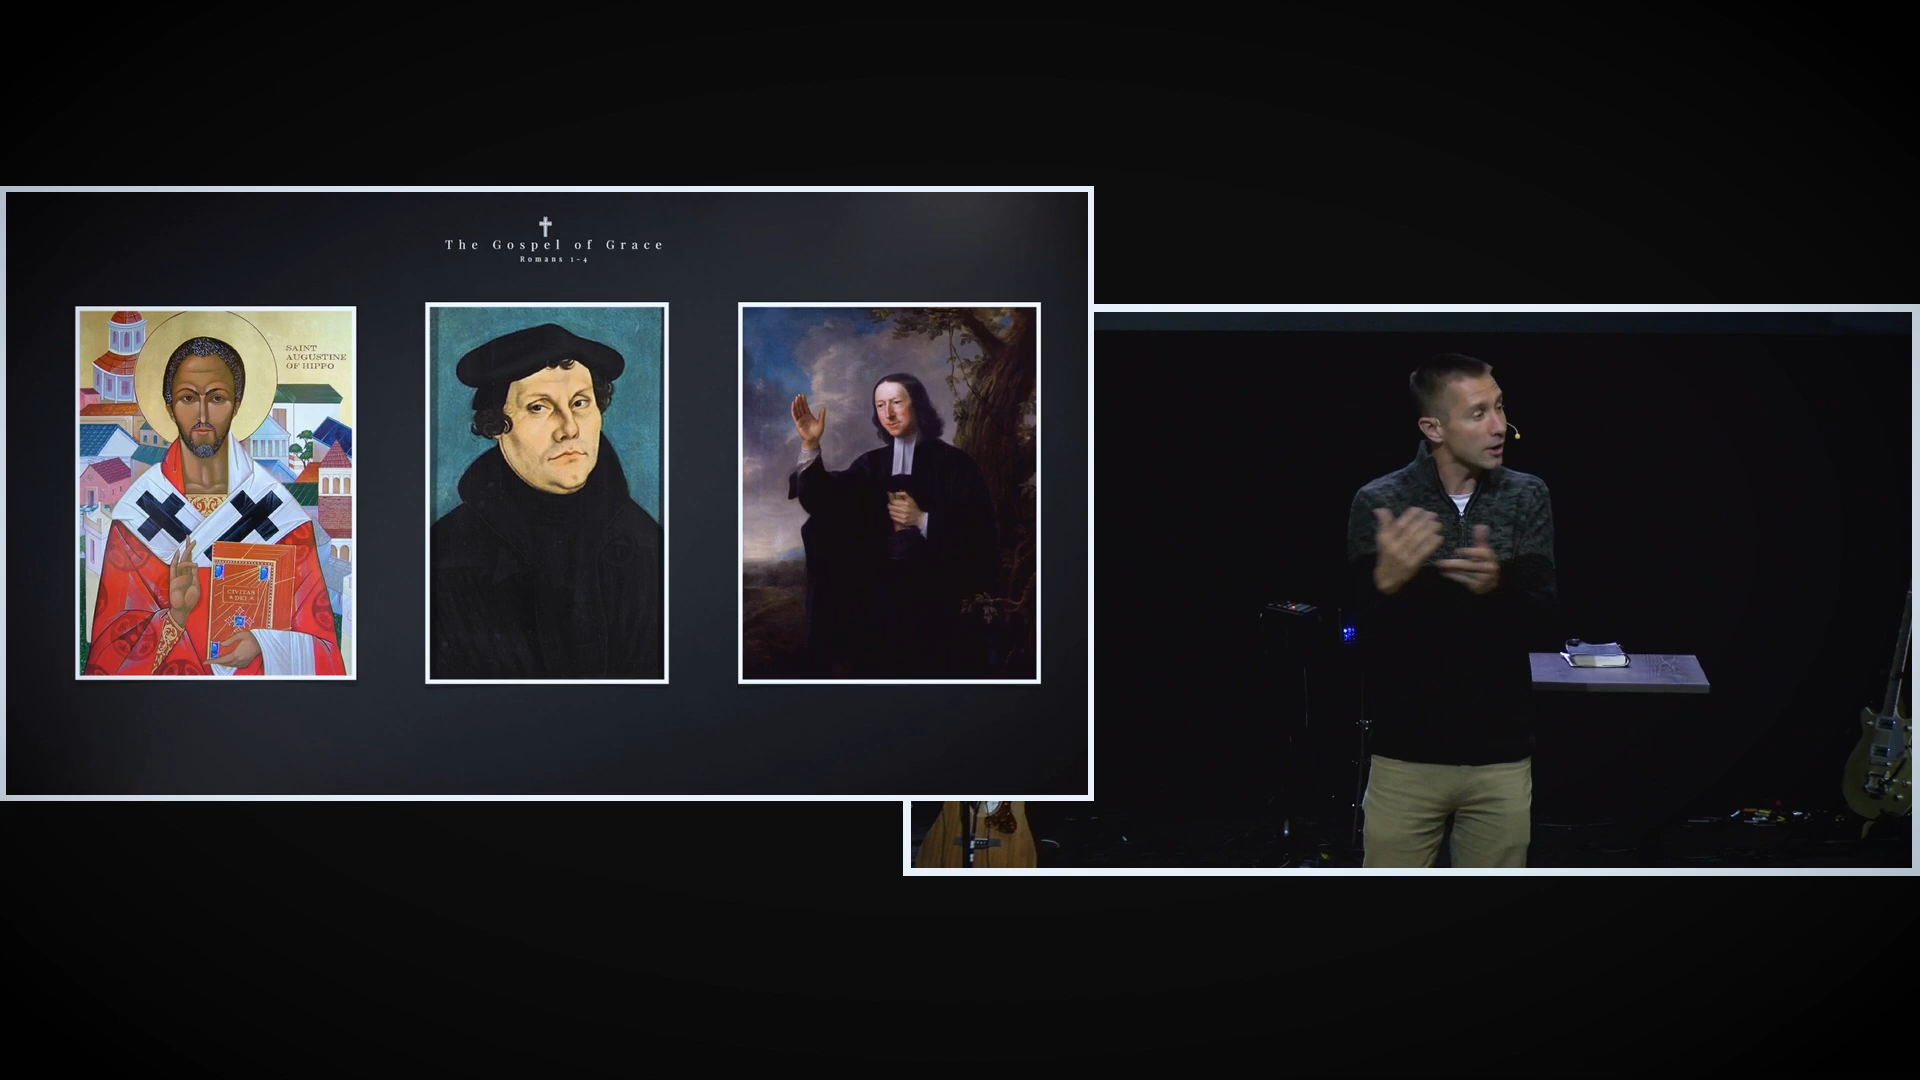 The Gospel of Grace
Romans 1-4
SAINT
AUGUSTINE
OF HIPPO
CIVITAS
DEI